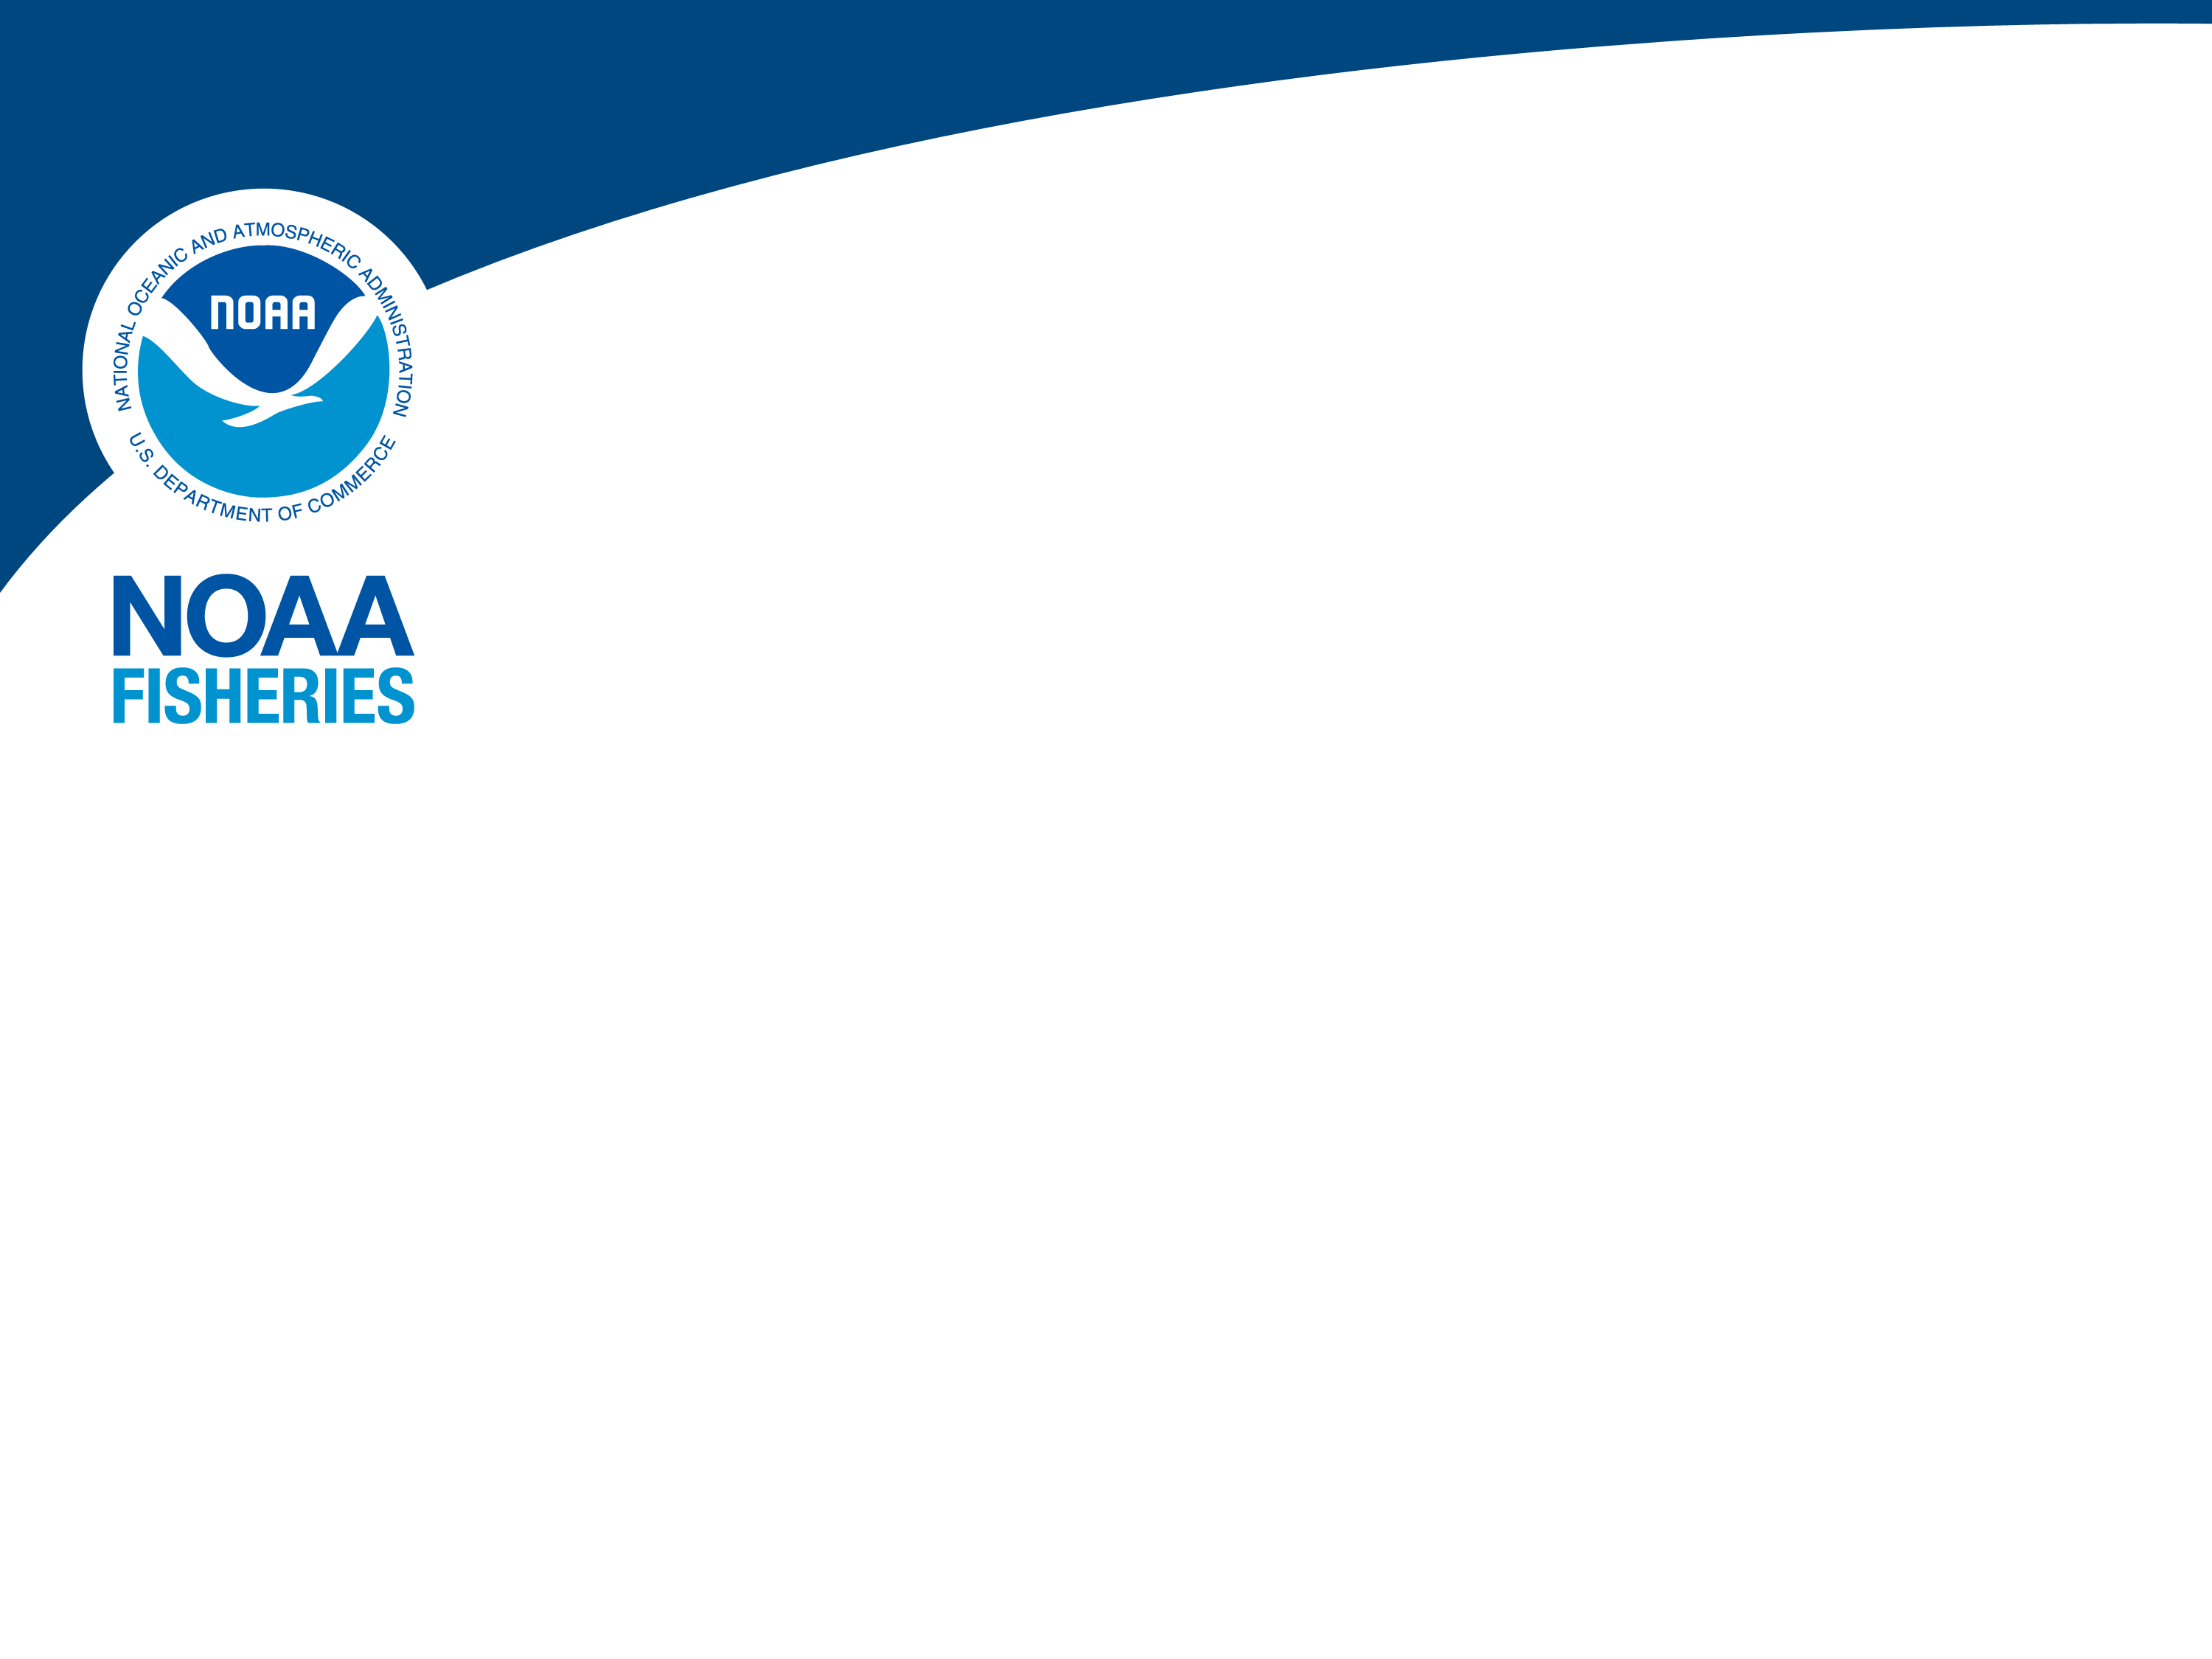 NATIONAL OCEANIC AND ATMOSPHERIC ADMINISTRATION
NOAA
U.S. DEPARTMENT OF COMMERCE
NOAA
FISHERIES